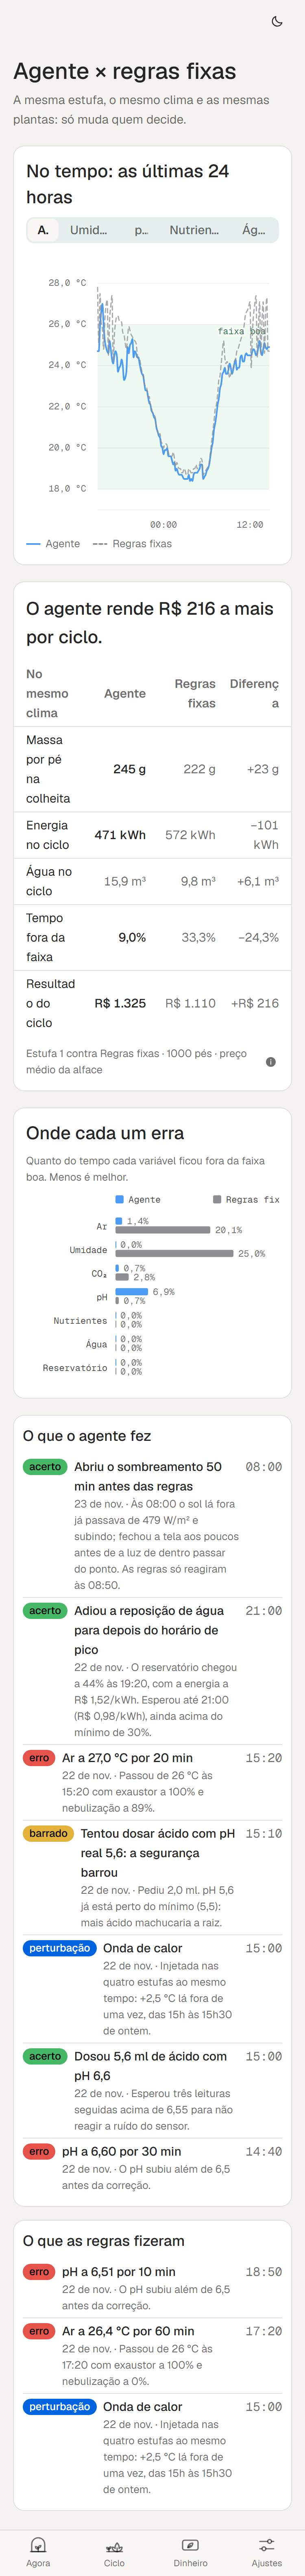 Agente × regras fixas
A mesma estufa, o mesmo clima e as mesmas
plantas: só muda quem decide.
No tempo: as últimas 24
horas
A. Umid... p... Nutrien... Ág...
28,0 °C
26,0 °C
faixa boa
24,0 °C
22,0 °C
20,0 °C
18,0 °C
00:00 12:00
Agente Regras fixas
O agente rende R$ 216 a mais
por ciclo.
No
mesmo
clima
Agente
Regras
fixas
Diferenç
a
Massa
por pé
na
colheita
245 g 222 g +23 g
Energia
no ciclo
471 kWh 572 kWh −101
kWh
Água no
ciclo
15,9 m³ 9,8 m³ +6,1 m³
Tempo
fora da
faixa
9,0% 33,3% −24,3%
Resultad
o do
ciclo
R$ 1.325 R$ 1.110 +R$ 216
Estufa 1 contra Regras fixas · 1000 pés · preço
médio da alface
Onde cada um erra
Quanto do tempo cada variável ficou fora da faixa
boa. Menos é melhor.
Agente Regras fix
Ar 1,4%
20,1%
Umidade 0,0%
25,0%
CO₂ 0,7%
2,8%
pH 6,9%
0,7%
Nutrientes 0,0%
0,0%
Água 0,0%
0,0%
Reservatório 0,0%
0,0%
O que o agente fez
acerto Abriu o sombreamento 50 08:00
min antes das regras
23 de nov. · Às 08:00 o sol lá fora
já passava de 479 W/m² e
subindo; fechou a tela aos poucos
antes de a luz de dentro passar
do ponto. As regras só reagiram
às 08:50.
acerto Adiou a reposição de água 21:00
para depois do horário de
pico
22 de nov. · O reservatório chegou
a 44% às 19:20, com a energia a
R$ 1,52/kWh. Esperou até 21:00
(R$ 0,98/kWh), ainda acima do
mínimo de 30%.
erro Ar a 27,0 °C por 20 min 15:20
22 de nov. · Passou de 26 °C às
15:20 com exaustor a 100% e
nebulização a 89%.
barrado Tentou dosar ácido com pH 15:10
real 5,6: a segurança
barrou
22 de nov. · Pediu 2,0 ml. pH 5,6
já está perto do mínimo (5,5):
mais ácido machucaria a raiz.
perturbação Onda de calor 15:00
22 de nov. · Injetada nas
quatro estufas ao mesmo
tempo: +2,5 °C lá fora de
uma vez, das 15h às 15h30
de ontem.
acerto Dosou 5,6 ml de ácido com 15:00
pH 6,6
22 de nov. · Esperou três leituras
seguidas acima de 6,55 para não
reagir a ruído do sensor.
erro pH a 6,60 por 30 min 14:40
22 de nov. · O pH subiu além de 6,5
antes da correção.
O que as regras fizeram
erro pH a 6,51 por 10 min 18:50
22 de nov. · O pH subiu além de 6,5
antes da correção.
erro Ar a 26,4 °C por 60 min 17:20
22 de nov. · Passou de 26 °C às
17:20 com exaustor a 100% e
nebulização a 0%.
perturbação Onda de calor 15:00
22 de nov. · Injetada nas
quatro estufas ao mesmo
tempo: +2,5 °C lá fora de
uma vez, das 15h às 15h30
de ontem.
Agora Ciclo Dinheiro Ajustes